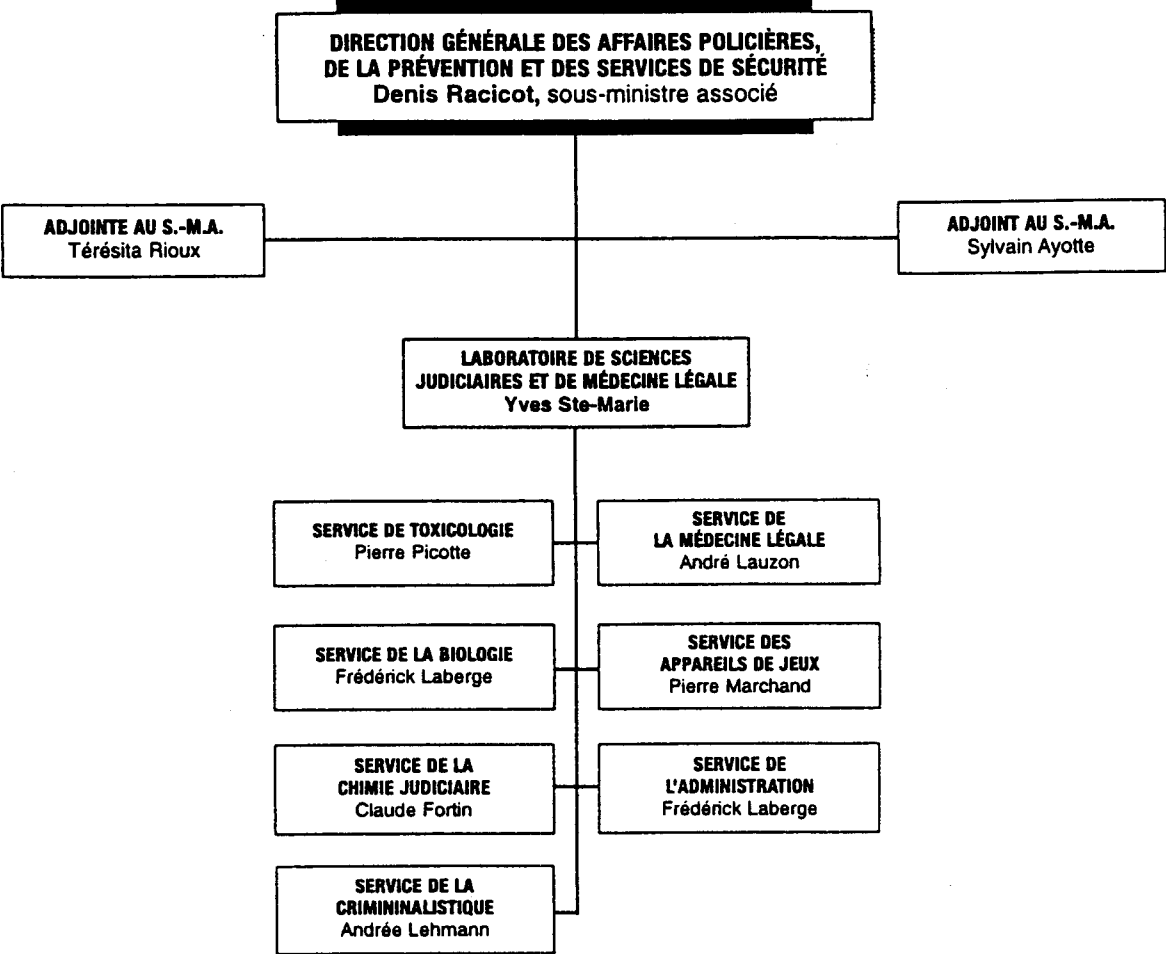 DIRECTION GÉNÉRALE DES AFFAIRES POLICIÈRES,
DE LA PRÉVENTION ET DES SERVICES DE SÉCURITÉ
Denis Racicot, sous-ministre associé
ADJOINTE AU S.-M.A.
Térésita Rioux
ADJOINT AU S.-M.A.
Sylvain Ayotte
LABORATOIRE DE SCIENCES
JUDICIAIRES ET DE MÉDECINE LÉGALE
Yves Ste-Marie
SERVICE DE TOXICOLOGIE
Pierre Picotte
SERVICE DE
LA MÉDECINE LÉGALE
André Lauzon
SERVICE DE LA BIOLOGIE
Frédérick Laberge
SERVICE DES
APPAREILS DE JEUX
Pierre Marchand
SERVICE DE LA
CHIMIE JUDICIAIRE
Claude Fortin
SERVICE DE
L'ADMINISTRATION
Frédérick Laberge
SERVICE DE LA
CRIMININALISTIQUE
Andrée Lehmann